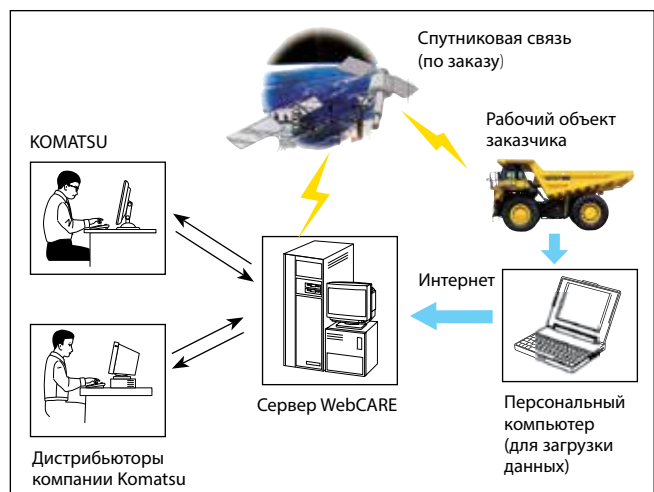 Спутниковая связь
(по заказу)
KOMATSU
Рабочий объект
заказчика
Интернет
Сервер WebCARE
Персональный
компьютер
(для загрузки
данных)
Дистрибьюторы
компании Komatsu